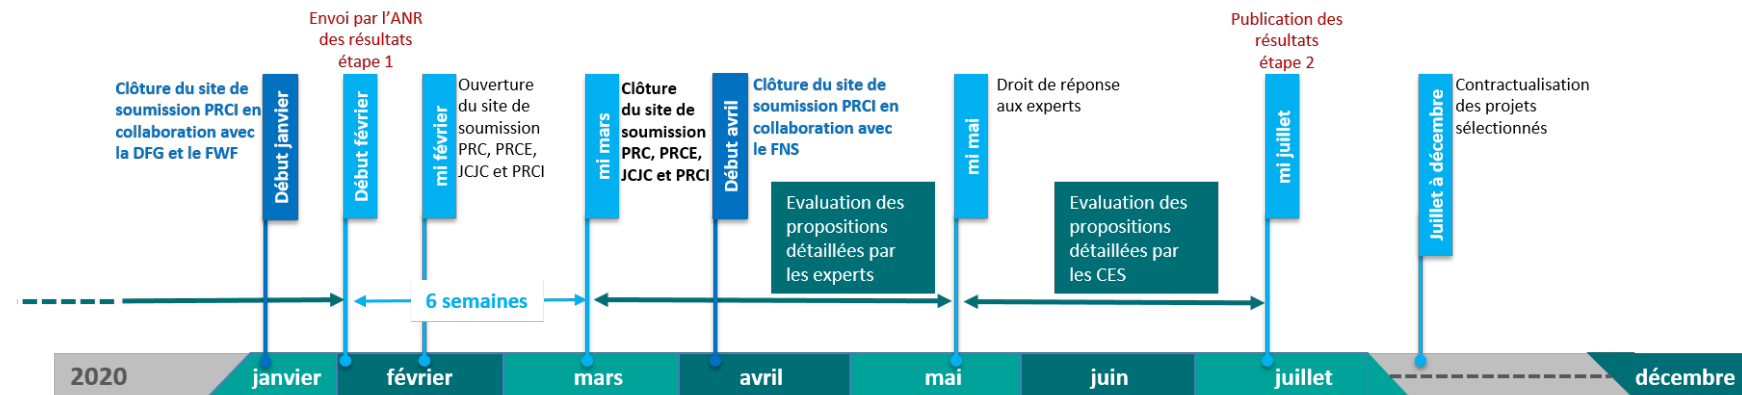 Clôture du site de
soumission PRCI en
collaboration avec
la DFG et le FWF
Début janvier
Envoi par l’ANR
des résultats
étape 1
Début février
mi février
Ouverture
du site de
soumission
PRC, PRCE,
JCJC et PRCI
mi mars
Clôture
du site de
soumission
PRC, PRCE,
JCJC et PRCI
Début avril
Clôture du site de
soumission PRCI en
collaboration avec
le FNS
Evaluation des
propositions
détaillées par
les experts
mi mai
Droit de réponse
aux experts
Evaluation des
propositions
détaillées par
les CES
Publication des
résultats
étape 2
mi juillet
Juillet à décembre
Contractualisation
des projets
sélectionnés
6 semaines
2020
janvier
février
mars
avril
mai
juin
juillet
décembre